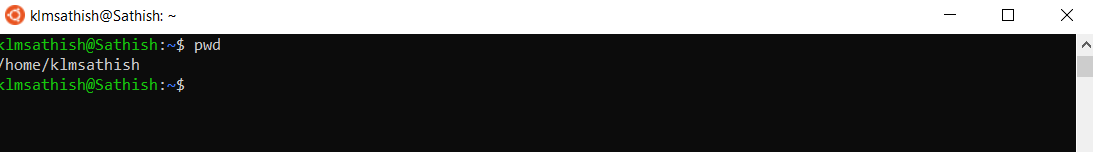 klmsathish@Sathish: ~
klmsathish@Sathish:~$ pwd
/home/klmsathish
klmsathish@Sathish:~$